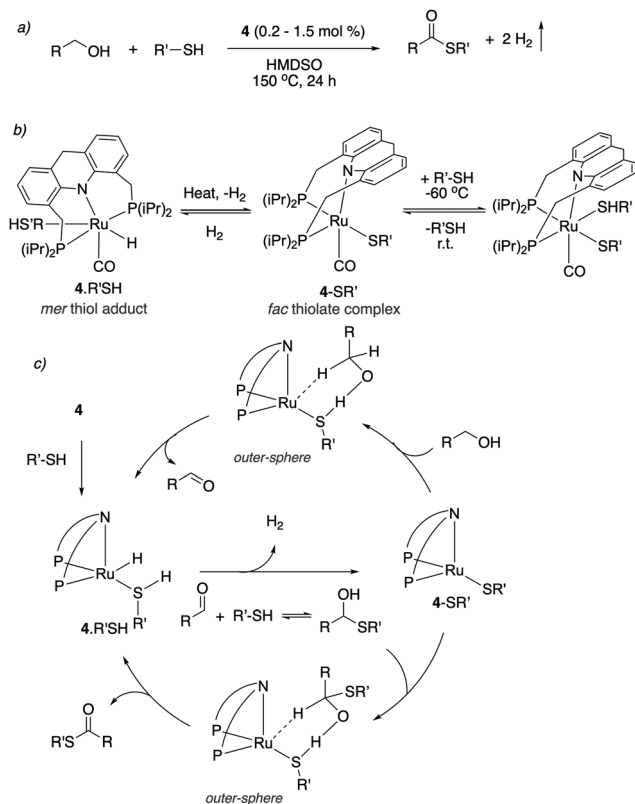 a)
R OH + R'–SH
4 (0.2 - 1.5 mol %)
HMDSO
150 °C, 24 h
O
R SR' + 2 H2
b)
N
HS'R
P
(iPr)2
Ru
H
P
(iPr)2
CO
4.R'SH
mer thiol adduct
Heat, -H2
H2
N
(iPr)2P
(iPr)2P
Ru
SR'
CO
4-SR'
fac thiolate complex
+ R'-SH
-60 °C
-R'SH
r.t.
N
(iPr)2P
(iPr)2P
Ru
SHR'
SR'
CO
c)
N
P
P
Ru
R
H
H
O
H
S
R'
outer-sphere
4
R'-SH
R O
R OH
N
P
P
Ru
H
S
H
R'
4.R'SH
H2
O
R + R'-SH
OH
R SR'
N
P
P
Ru
SR'
4-SR'
O
R'S R
N
P
P
Ru
R
SR'
H
O
H
S
R'
outer-sphere